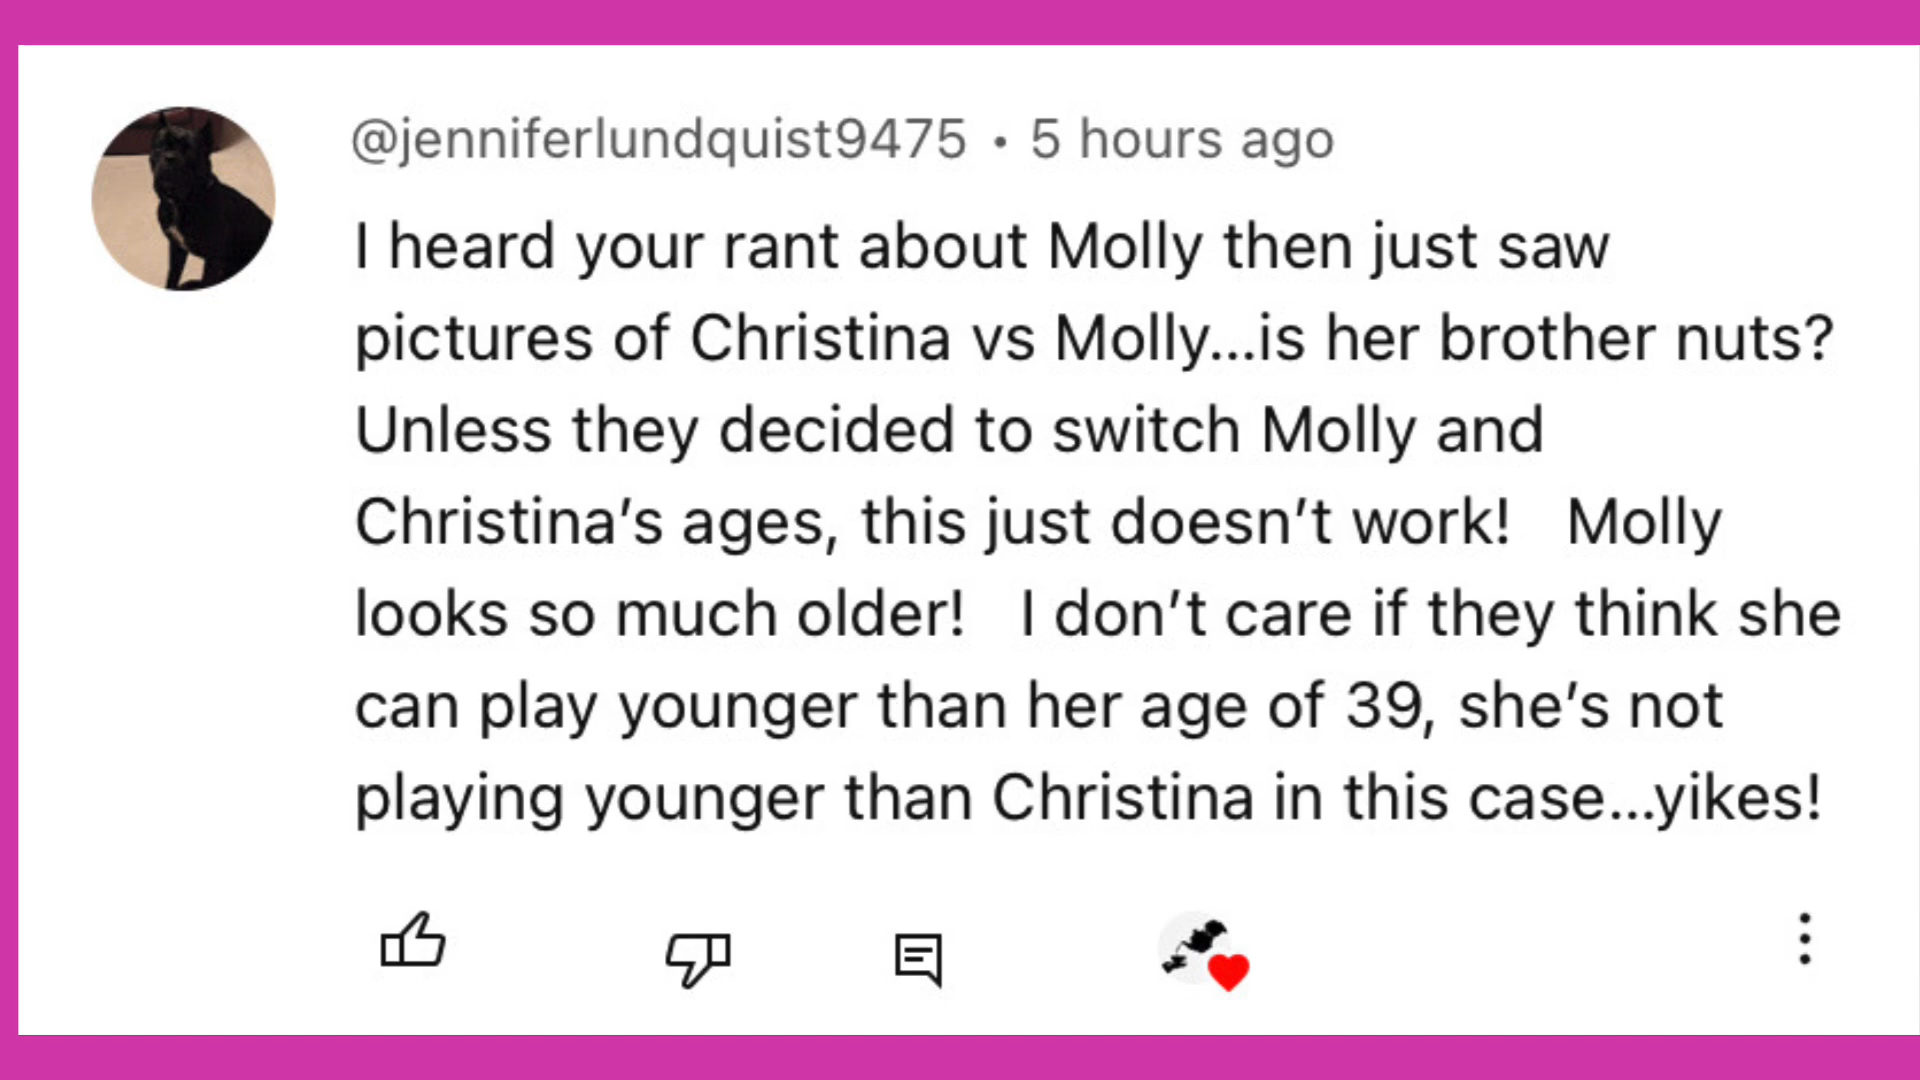 @jenniferlundquist9475 • 5 hours ago
I heard your rant about Molly then just saw
pictures of Christina vs Molly...is her brother nuts?
Unless they decided to switch Molly and
Christina’s ages, this just doesn’t work!   Molly
looks so much older!   I don’t care if they think she
can play younger than her age of 39, she’s not
playing younger than Christina in this case...yikes!